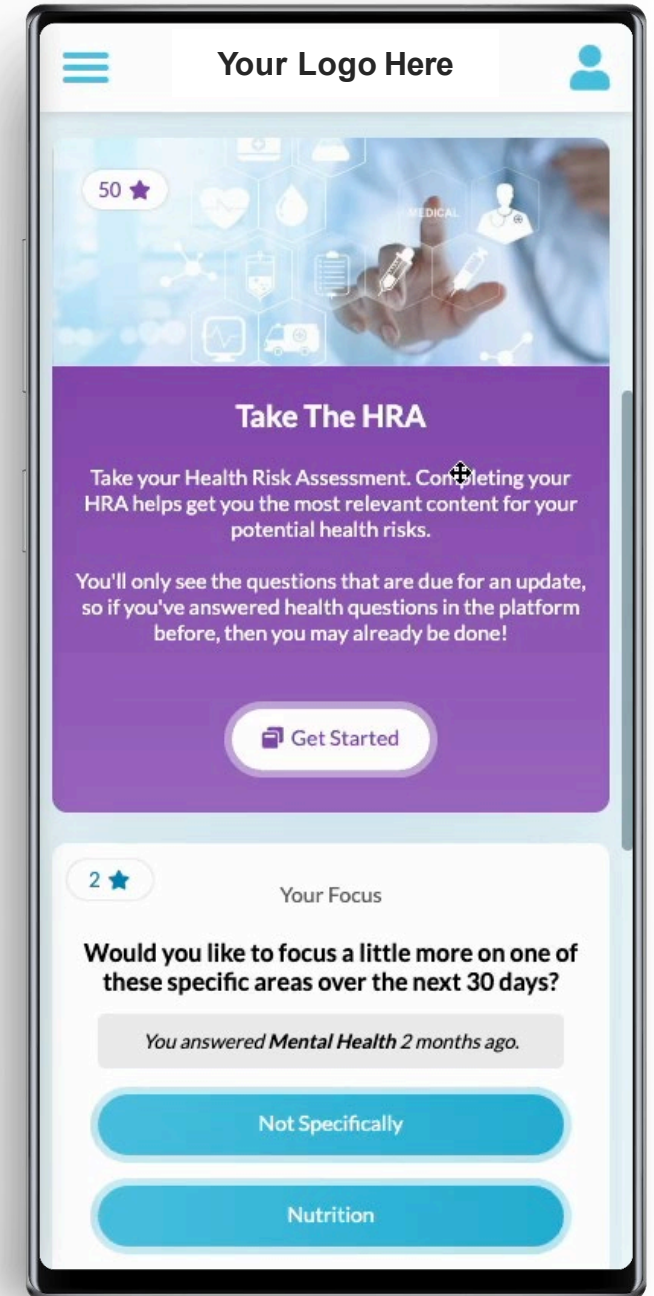 Your Logo Here
50
MEDICAL
Take The HRA
Take your Health Risk Assessment. Completing your
HRA helps get you the most relevant content for your
potential health risks.
You'll only see the questions that are due for an update,
so if you've answered health questions in the platform
before, then you may already be done!
Get Started
2
Your Focus
Would you like to focus a little more on one of
these specific areas over the next 30 days?
You answered Mental Health 2 months ago.
Not Specifically
Nutrition